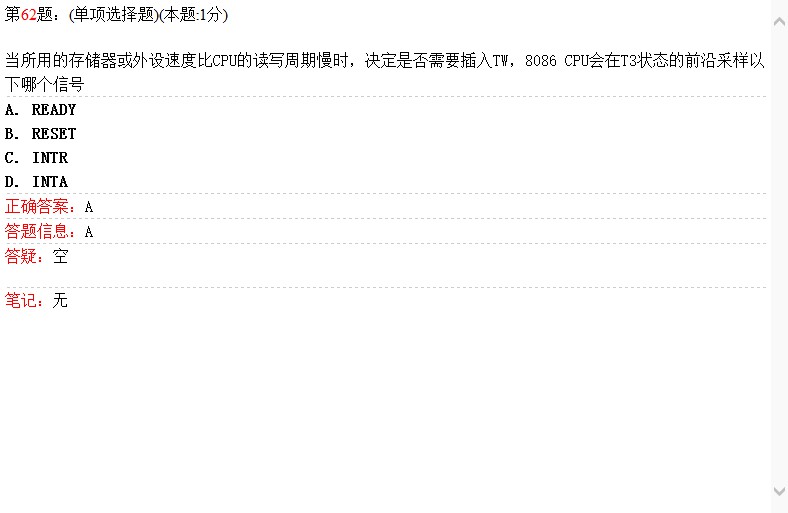 第62题：(单项选择题)(本题:1分)
当所用的存储器或外设速度比CPU的读写周期慢时，决定是否需要插入TW，8086 CPU会在T3状态的前沿采样以
下哪个信号
A. READY
B. RESET
C. INTR
D. INTA
正确答案：A
答题信息：A
答疑：空
笔记：无